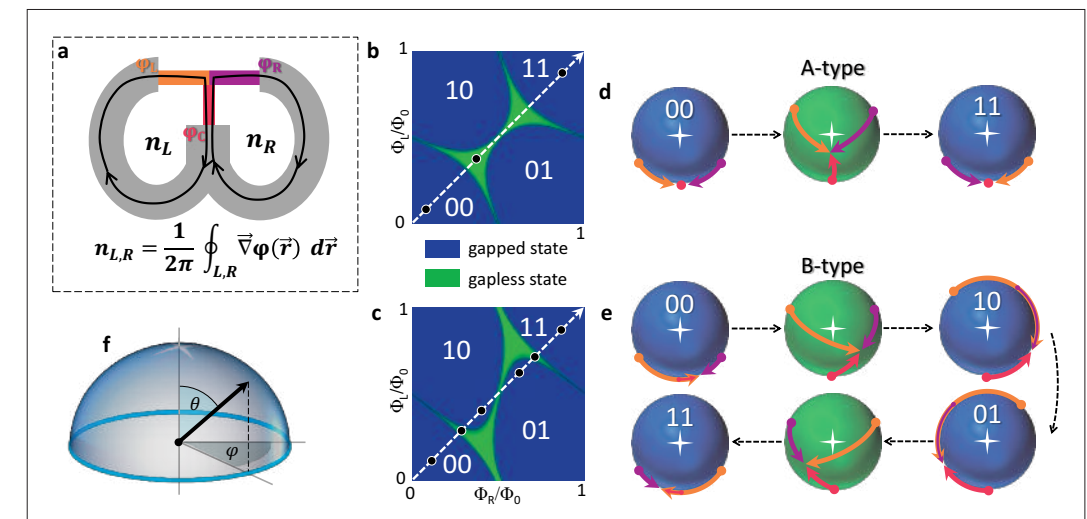 a
φL
φR
φC
nL
nR
nL,R = 1/2π ∮L,R ∇⃗φ(r⃗) dr⃗
b
1
11
10
ΦL/Φ0
01
00
0
1
gapped state
gapless state
c
1
11
10
ΦL/Φ0
01
00
0
0
ΦR/Φ0
1
d
A-type
00
11
e
B-type
00
10
11
01
f
θ
φ